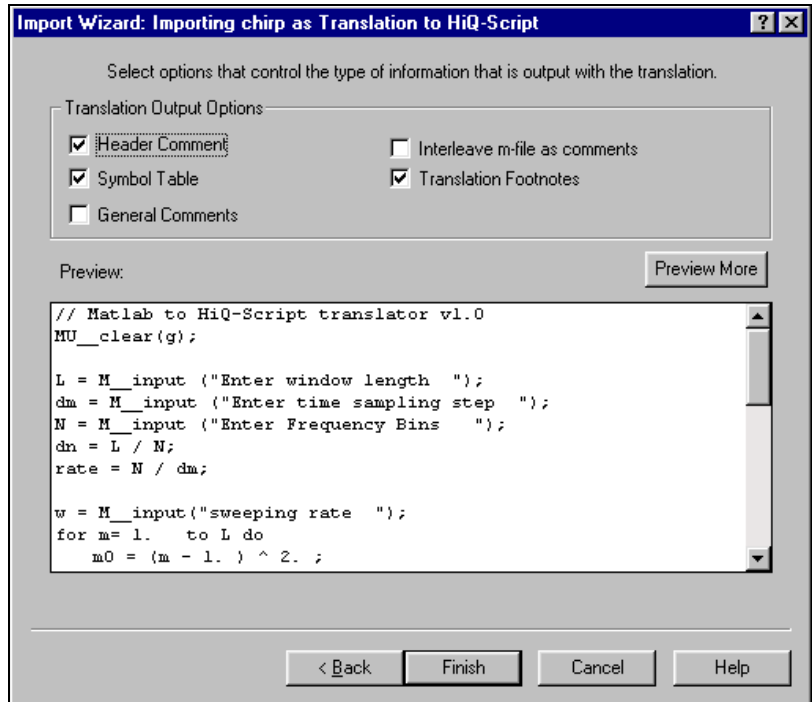 Import Wizard: Importing chirp as Translation to HiQ-Script
Select options that control the type of information that is output with the translation.
Translation Output Options
Header Comment
Interleave m-file as comments
Symbol Table
Translation Footnotes
General Comments
Preview:
Preview More
// Matlab to HiQ-Script translator v1.0
MU__clear(g);
L = M__input ("Enter window length  ");
dm = M__input ("Enter time sampling step  ");
N = M__input ("Enter Frequency Bins   ");
dn = L / N;
rate = N / dm;
w = M__input("sweeping rate  ");
for m= 1.   to L do
m0 = (m - 1. ) ^ 2. ;
< Back
Finish
Cancel
Help